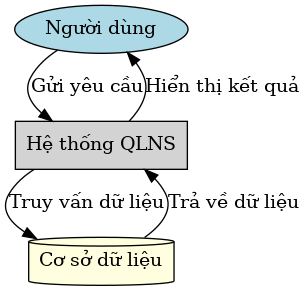 Người dùng
Gửi yêu cầu
Hiển thị kết quả
Hệ thống QLNS
Truy vấn dữ liệu
Trả về dữ liệu
Cơ sở dữ liệu